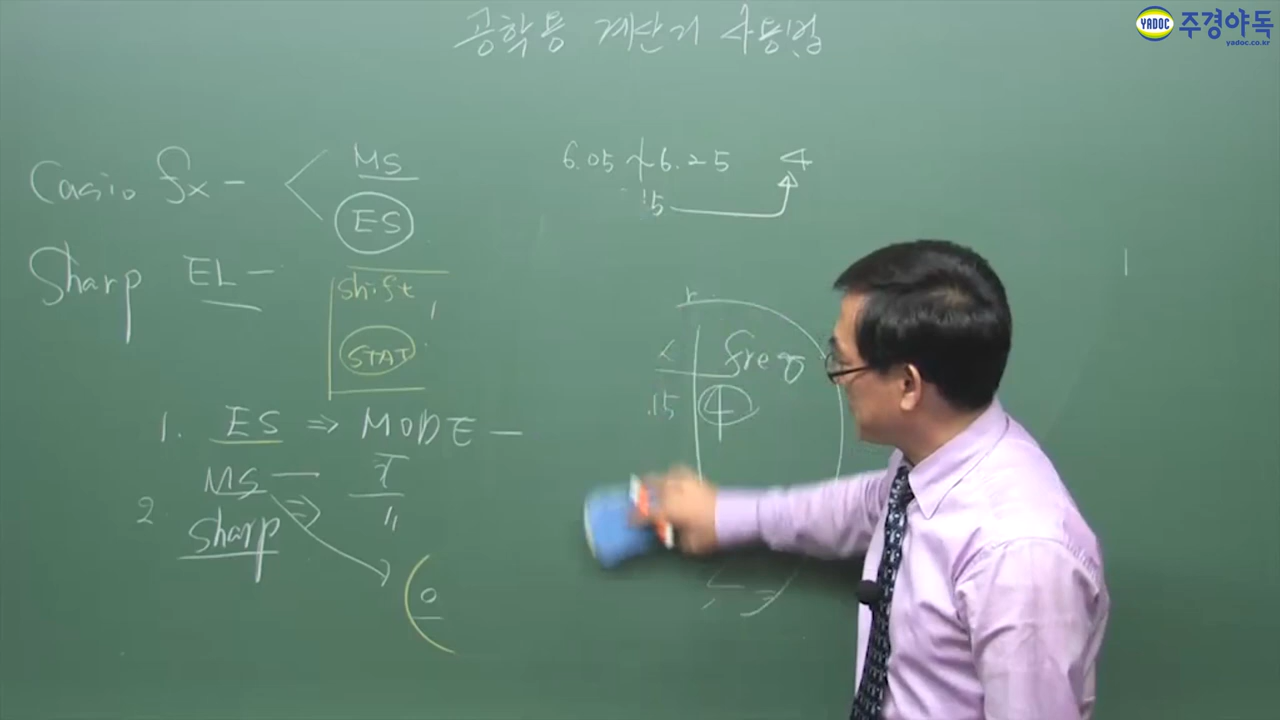 공학용 계산기 사용법
YADOC 주경야독
yadoc.co.kr
Casio fx - MS
ES
Sharp EL -
shift
STAT
1. ES ⇒ MODE -
MS - x̄
2 sharp ⇒ 〃
0
6.05 ~ 6.25 4
15
x freq
.15 4